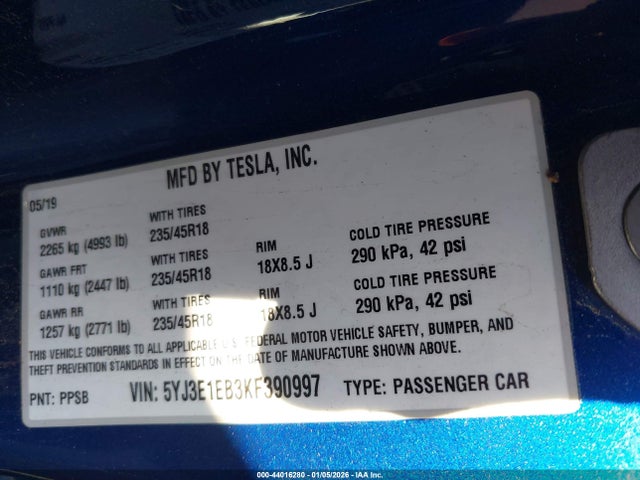 MFD BY TESLA, INC.
05/19
GVWR WITH TIRES
2265 kg (4993 lb) 235/45R18
GAWR FRT WITH TIRES RIM COLD TIRE PRESSURE
1110 kg (2447 lb) 235/45R18 18X8.5 J 290 kPa, 42 psi
GAWR RR WITH TIRES RIM COLD TIRE PRESSURE
1257 kg (2771 lb) 235/45R18 18X8.5 J 290 kPa, 42 psi
THIS VEHICLE CONFORMS TO ALL APPLICABLE U.S. FEDERAL MOTOR VEHICLE SAFETY, BUMPER, AND
THEFT PREVENTION STANDARDS IN EFFECT ON THE DATE OF MANUFACTURE SHOWN ABOVE.
PNT: PPSB VIN: 5YJ3E1EB3KF390997 TYPE: PASSENGER CAR
000-44016280 - 01/05/2026 - IAAI.COM